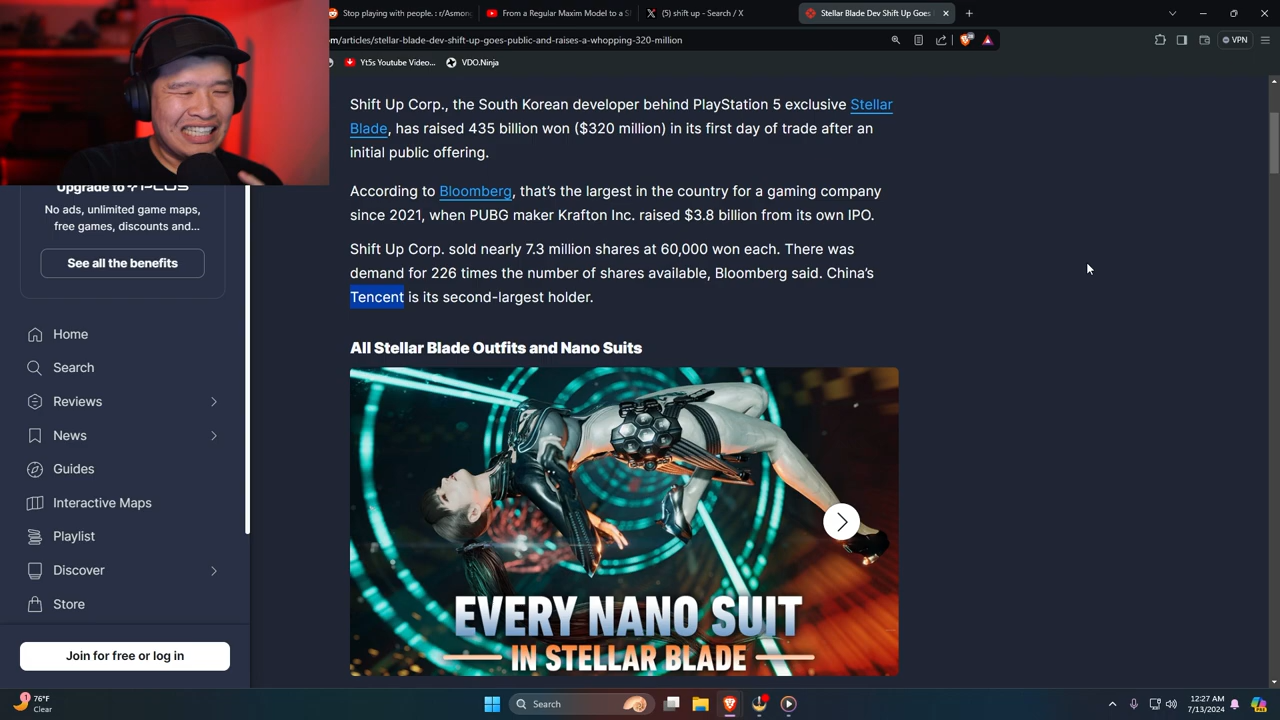 Stop playing with people. : r/Asmong
From a Regular Maxim Model to a S
(5) shift up - Search / X
Stellar Blade Dev Shift Up Goes
om/articles/stellar-blade-dev-shift-up-goes-public-and-raises-a-whopping-320-million
VPN
Yt5s Youtube Video...
VDO.Ninja
Shift Up Corp., the South Korean developer behind PlayStation 5 exclusive Stellar
Blade, has raised 435 billion won ($320 million) in its first day of trade after an
initial public offering.
According to Bloomberg, that's the largest in the country for a gaming company
since 2021, when PUBG maker Krafton Inc. raised $3.8 billion from its own IPO.
Shift Up Corp. sold nearly 7.3 million shares at 60,000 won each. There was
demand for 226 times the number of shares available, Bloomberg said. China's
Tencent is its second-largest holder.
All Stellar Blade Outfits and Nano Suits
EVERY NANO SUIT
IN STELLAR BLADE
Upgrade to PLUS
No ads, unlimited game maps,
free games, discounts and...
See all the benefits
Home
Search
Reviews
News
Guides
Interactive Maps
Playlist
Discover
Store
Join for free or log in
1
76°F
Clear
Search
12:27 AM
7/13/2024